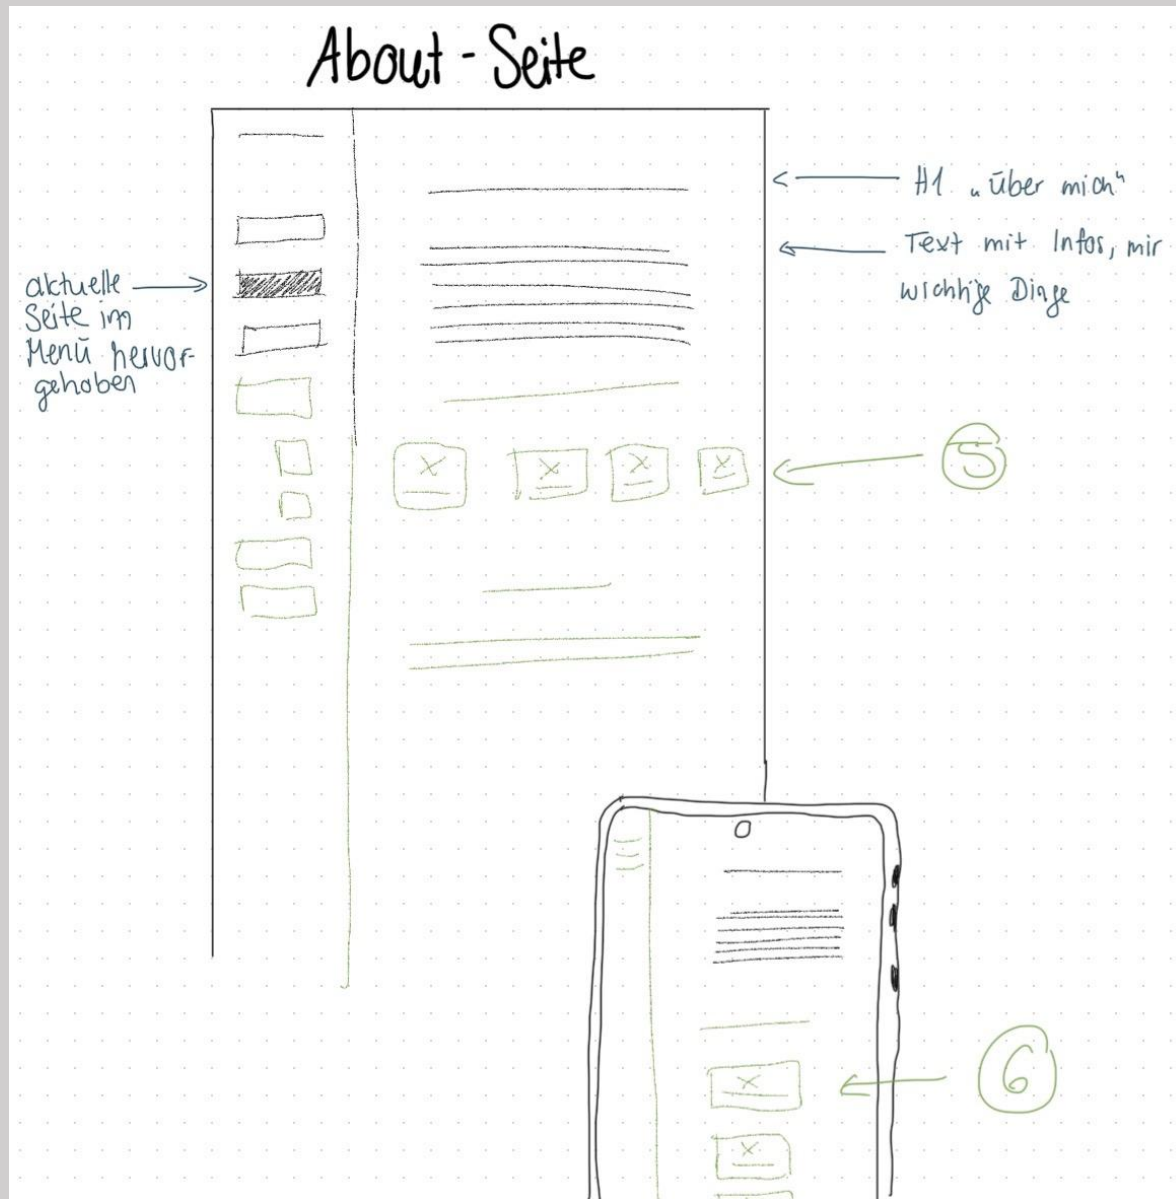 About - Seite
H1 „Über mich“
Text mit Infos, mir
wichtige Dinge
aktuelle
Seite im
Menü hervor-
gehoben
5
6